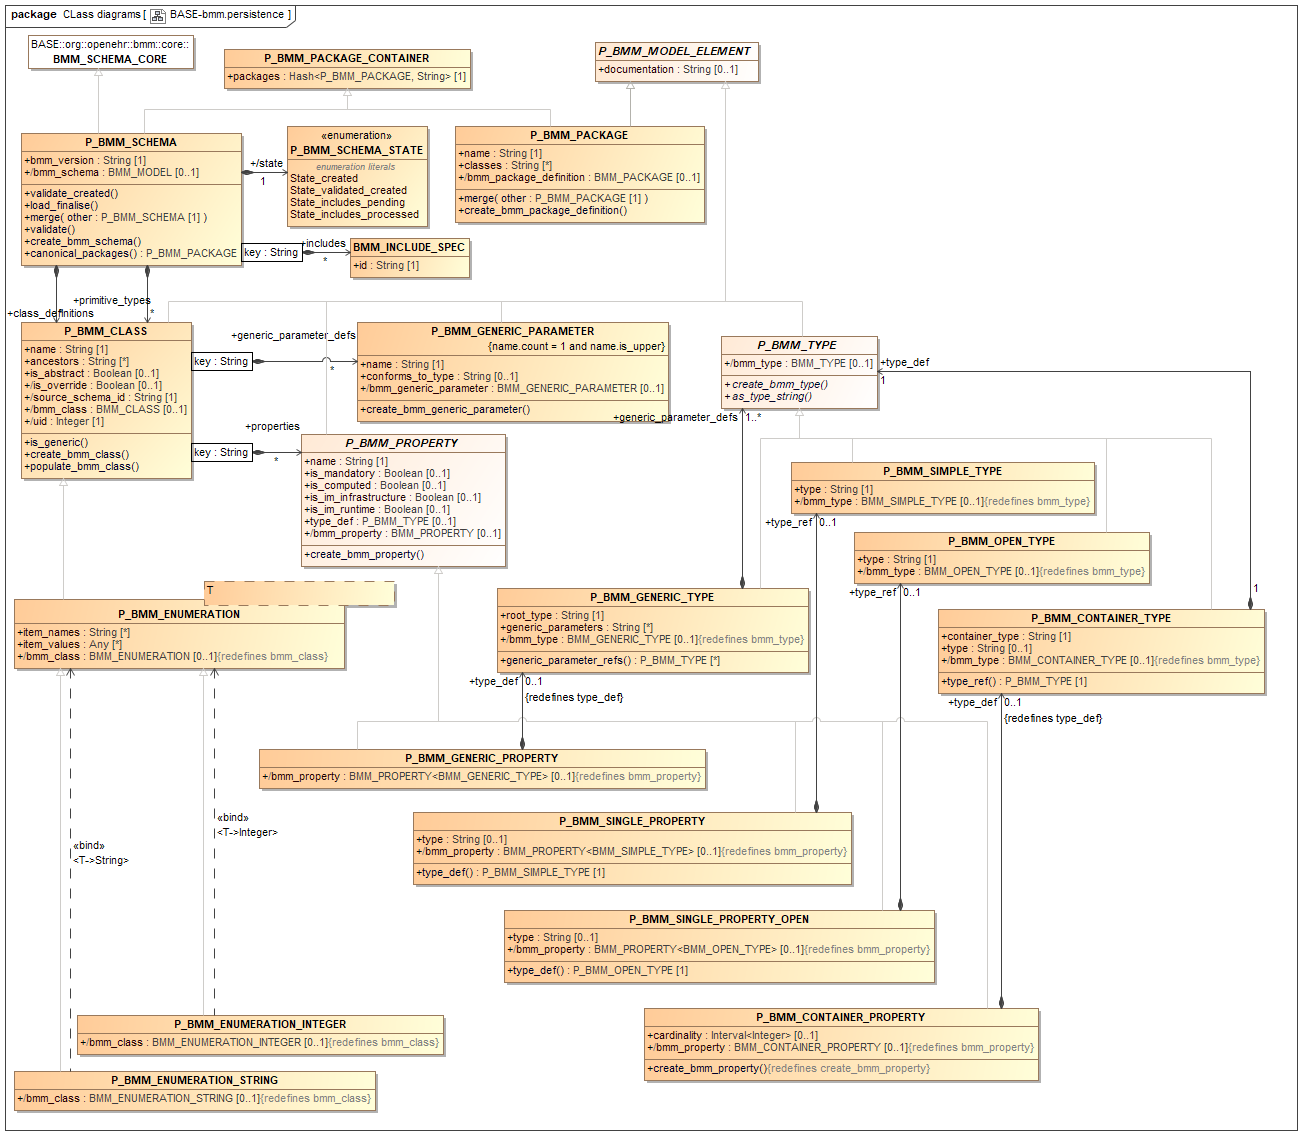 package CLass diagrams [ BASE-bmm.persistence ]
BASE::org::openehr::bmm::core::
BMM_SCHEMA_CORE
P_BMM_PACKAGE_CONTAINER
+packages : Hash<P_BMM_PACKAGE, String> [1]
P_BMM_MODEL_ELEMENT
+documentation : String [0..1]
P_BMM_SCHEMA
+bmm_version : String [1]
+/bmm_schema : BMM_MODEL [0..1]
+validate_created()
+load_finalise()
+merge( other : P_BMM_SCHEMA [1] )
+validate()
+create_bmm_schema()
+canonical_packages() : P_BMM_PACKAGE
+/state
1
«enumeration»
P_BMM_SCHEMA_STATE
enumeration literals
State_created
State_validated_created
State_includes_pending
State_includes_processed
P_BMM_PACKAGE
+name : String [1]
+classes : String [*]
+/bmm_package_definition : BMM_PACKAGE [0..1]
+merge( other : P_BMM_PACKAGE [1] )
+create_bmm_package_definition()
key : String
+includes
*
BMM_INCLUDE_SPEC
+id : String [1]
+primitive_types
*
+class_definitions
P_BMM_CLASS
+name : String [1]
+ancestors : String [*]
+is_abstract : Boolean [0..1]
+/is_override : Boolean [0..1]
+/source_schema_id : String [1]
+/bmm_class : BMM_CLASS [0..1]
+/uid : Integer [1]
+is_generic()
+create_bmm_class()
+populate_bmm_class()
key : String
+generic_parameter_defs
*
P_BMM_GENERIC_PARAMETER
{name.count = 1 and name.is_upper}
+name : String [1]
+conforms_to_type : String [0..1]
+/bmm_generic_parameter : BMM_GENERIC_PARAMETER [0..1]
+create_bmm_generic_parameter()
P_BMM_TYPE
+/bmm_type : BMM_TYPE [0..1]
+create_bmm_type()
+as_type_string()
+type_def
1
+generic_parameter_defs
1..*
key : String
+properties
*
P_BMM_PROPERTY
+name : String [1]
+is_mandatory : Boolean [0..1]
+is_computed : Boolean [0..1]
+is_im_infrastructure : Boolean [0..1]
+is_im_runtime : Boolean [0..1]
+type_def : P_BMM_TYPE [0..1]
+/bmm_property : BMM_PROPERTY [0..1]
+create_bmm_property()
P_BMM_SIMPLE_TYPE
+type : String [1]
+/bmm_type : BMM_SIMPLE_TYPE [0..1]{redefines bmm_type}
+type_ref 0..1
P_BMM_OPEN_TYPE
+type : String [1]
+/bmm_type : BMM_OPEN_TYPE [0..1]{redefines bmm_type}
+type_ref 0..1
T
P_BMM_ENUMERATION
+item_names : String [*]
+item_values : Any [*]
+/bmm_class : BMM_ENUMERATION [0..1]{redefines bmm_class}
P_BMM_GENERIC_TYPE
+root_type : String [1]
+generic_parameters : String [*]
+/bmm_type : BMM_GENERIC_TYPE [0..1]{redefines bmm_type}
+generic_parameter_refs() : P_BMM_TYPE [*]
+type_def 0..1
{redefines type_def}
1
P_BMM_CONTAINER_TYPE
+container_type : String [1]
+type : String [0..1]
+/bmm_type : BMM_CONTAINER_TYPE [0..1]{redefines bmm_type}
+type_ref() : P_BMM_TYPE [1]
+type_def 0..1
{redefines type_def}
P_BMM_GENERIC_PROPERTY
+/bmm_property : BMM_PROPERTY<BMM_GENERIC_TYPE> [0..1]{redefines bmm_property}
«bind»
<T->Integer>
«bind»
<T->String>
P_BMM_SINGLE_PROPERTY
+type : String [0..1]
+/bmm_property : BMM_PROPERTY<BMM_SIMPLE_TYPE> [0..1]{redefines bmm_property}
+type_def() : P_BMM_SIMPLE_TYPE [1]
P_BMM_SINGLE_PROPERTY_OPEN
+type : String [0..1]
+/bmm_property : BMM_PROPERTY<BMM_OPEN_TYPE> [0..1]{redefines bmm_property}
+type_def() : P_BMM_OPEN_TYPE [1]
P_BMM_CONTAINER_PROPERTY
+cardinality : Interval<Integer> [0..1]
+/bmm_property : BMM_CONTAINER_PROPERTY [0..1]{redefines bmm_property}
+create_bmm_property(){redefines create_bmm_property}
P_BMM_ENUMERATION_INTEGER
+/bmm_class : BMM_ENUMERATION_INTEGER [0..1]{redefines bmm_class}
P_BMM_ENUMERATION_STRING
+/bmm_class : BMM_ENUMERATION_STRING [0..1]{redefines bmm_class}